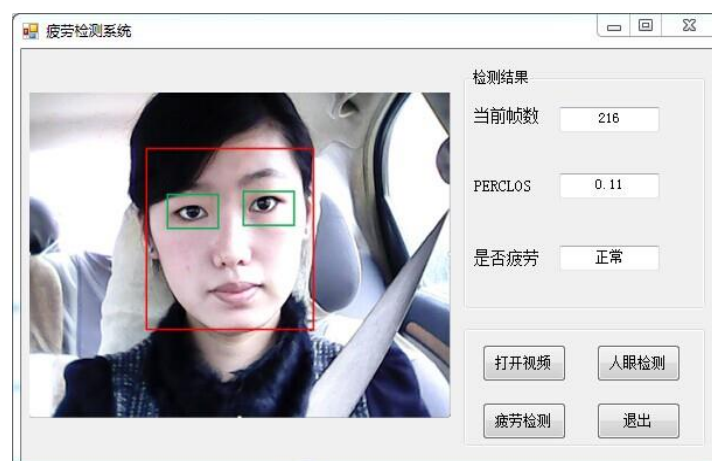 疲劳检测系统
检测结果
当前帧数 216
PERCLOS 0.11
是否疲劳 正常
打开视频 人眼检测
疲劳检测 退出